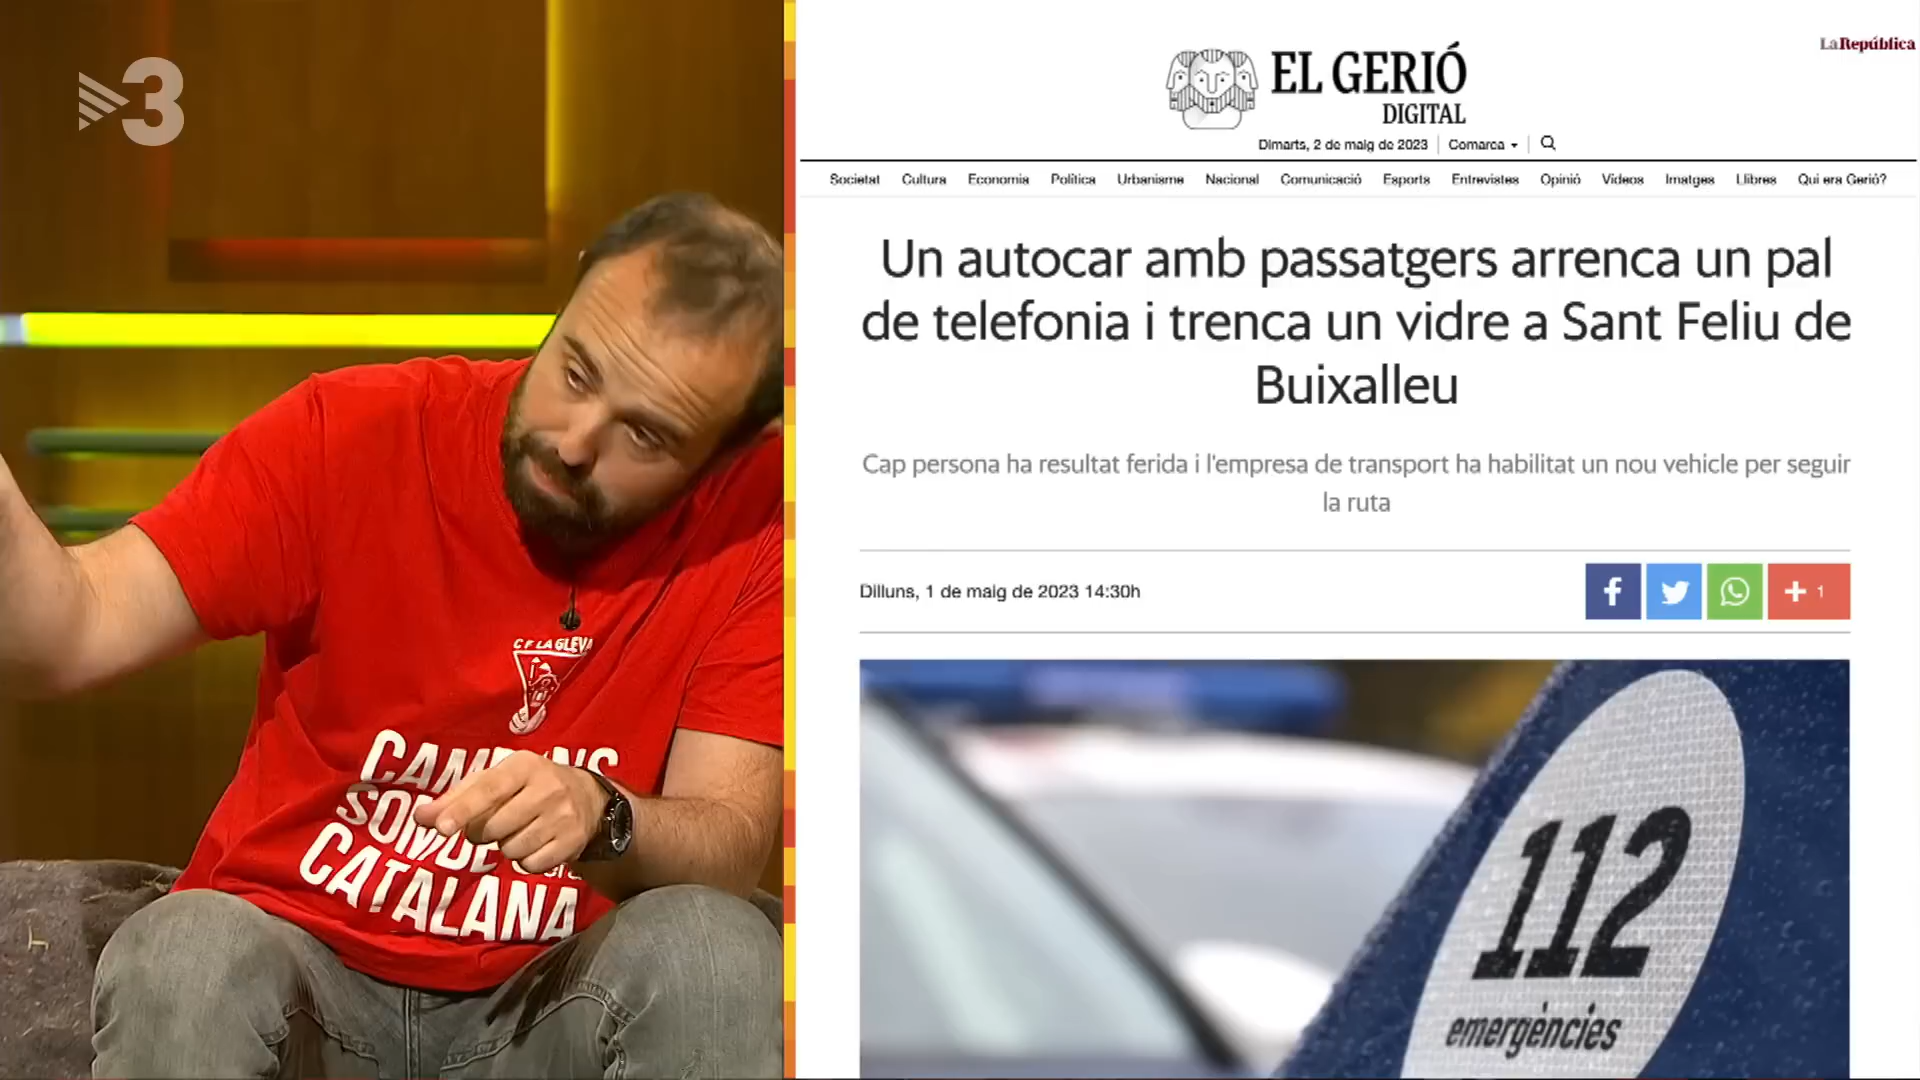 3
C F LA GLEVA
CATALANA
LaRepública
EL GERIÓ
DIGITAL
Dimarts, 2 de maig de 2023
Comarca
Societat Cultura Economia Política Urbanisme Nacional Comunicació Esports Entrevistes Opinió Vídeos Imatges Llibres Qui era Gerió?
Un autocar amb passatgers arrenca un pal
de telefonia i trenca un vidre a Sant Feliu de
Buixalleu
Cap persona ha resultat ferida i l'empresa de transport ha habilitat un nou vehicle per seguir
la ruta
Dilluns, 1 de maig de 2023 14:30h
+ 1
112
emergències